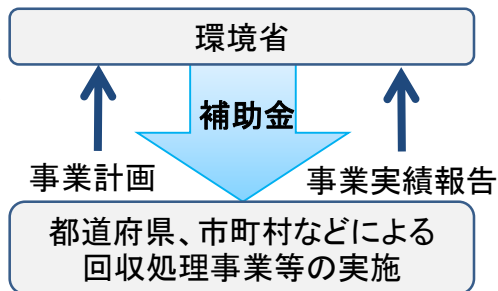 環境省
補助金
事業計画
事業実績報告
都道府県、市町村などによる
回収処理事業等の実施